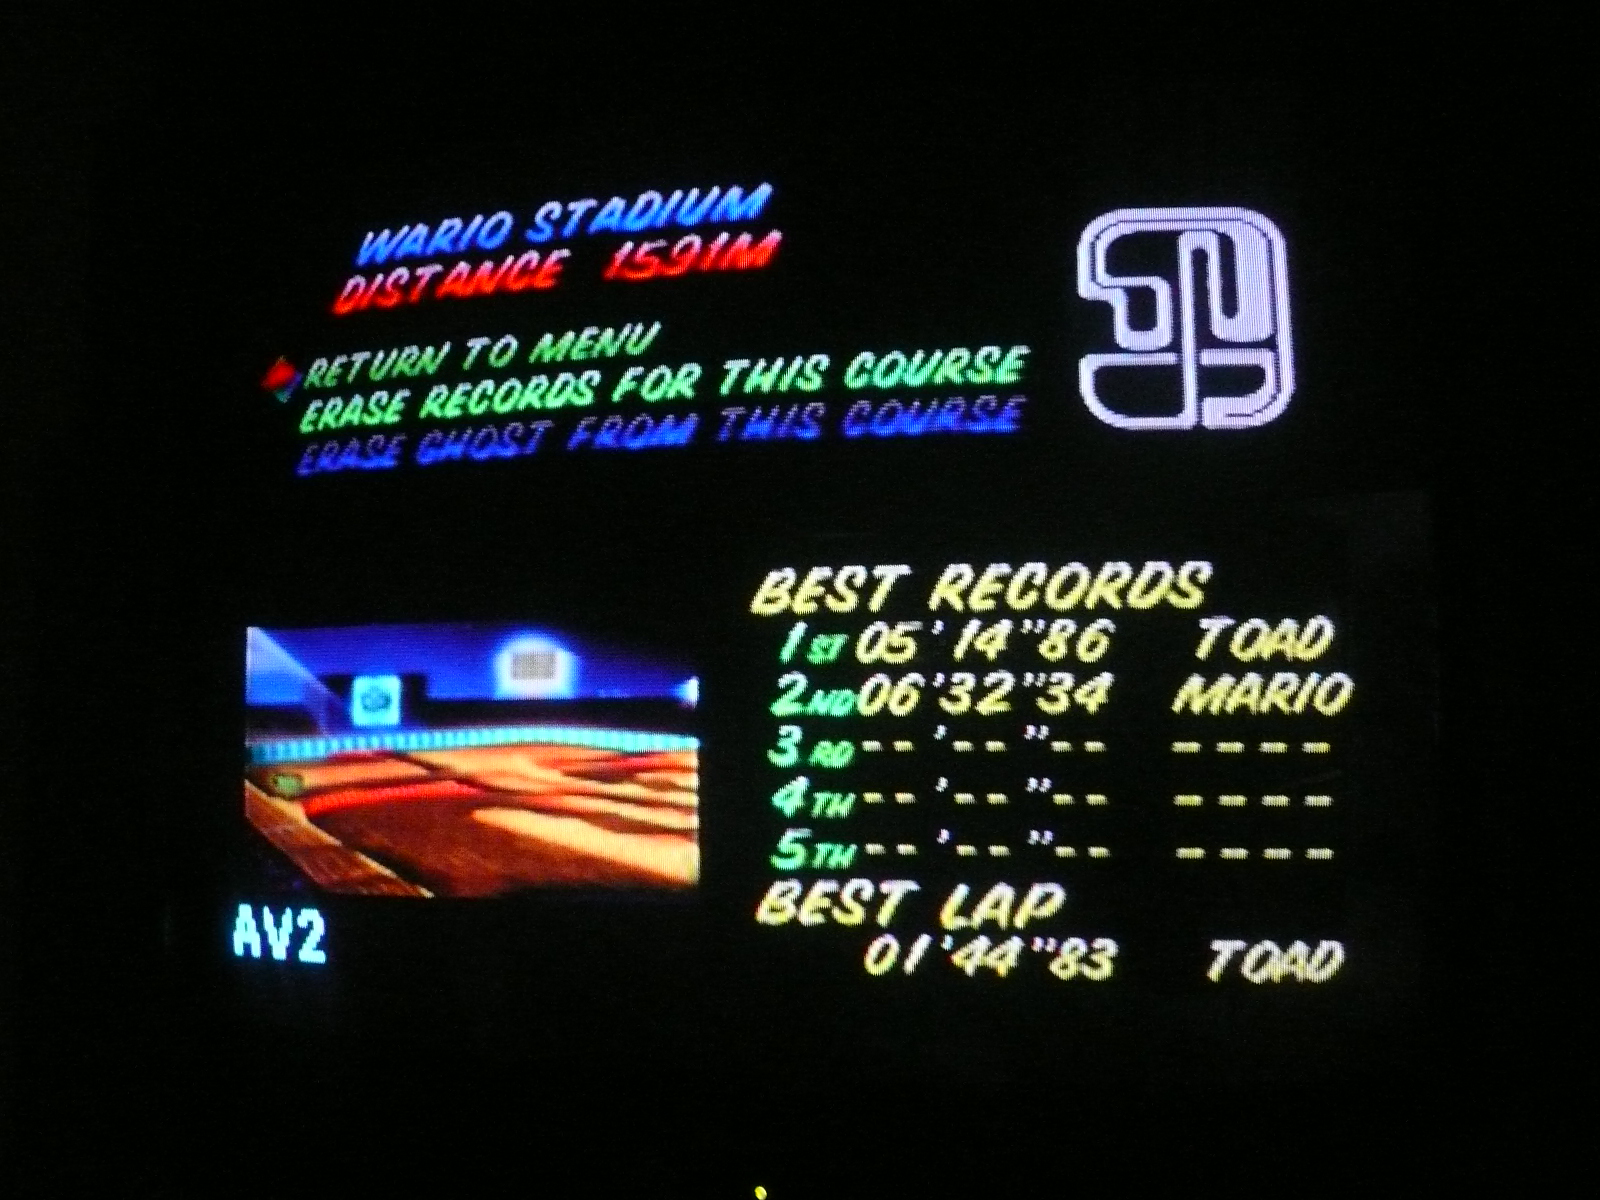 WARIO STADIUM
DISTANCE 1591M
RETURN TO MENU
ERASE RECORDS FOR THIS COURSE
ERASE GHOST FROM THIS COURSE
BEST RECORDS
1ST 05'14"86 TOAD
2ND 06'32"34 MARIO
3RD --'--"-- ----
4TH --'--"-- ----
5TH --'--"-- ----
BEST LAP
01'44"83 TOAD
AV2